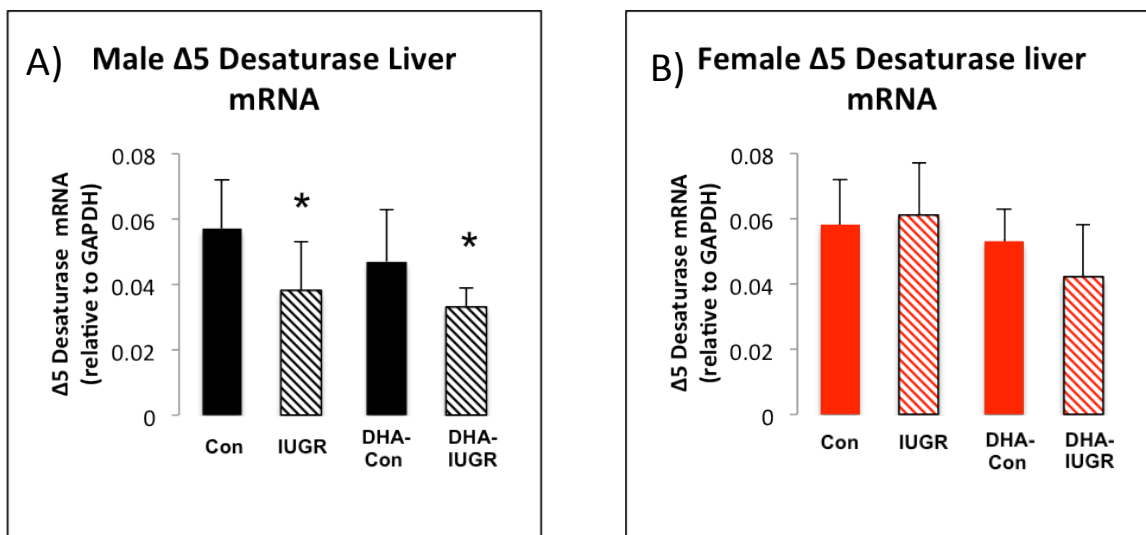 A) Male Δ5 Desaturase Liver
mRNA
Δ5 Desaturase mRNA
(relative to GAPDH)
0.08
0.06
0.04
0.02
0
*
*
Con
IUGR
DHA-
Con
DHA-
IUGR
B) Female Δ5 Desaturase liver
mRNA
Δ5 Desaturase mRNA
(relative to GAPDH)
0.08
0.06
0.04
0.02
0
Con
IUGR
DHA-
Con
DHA-
IUGR